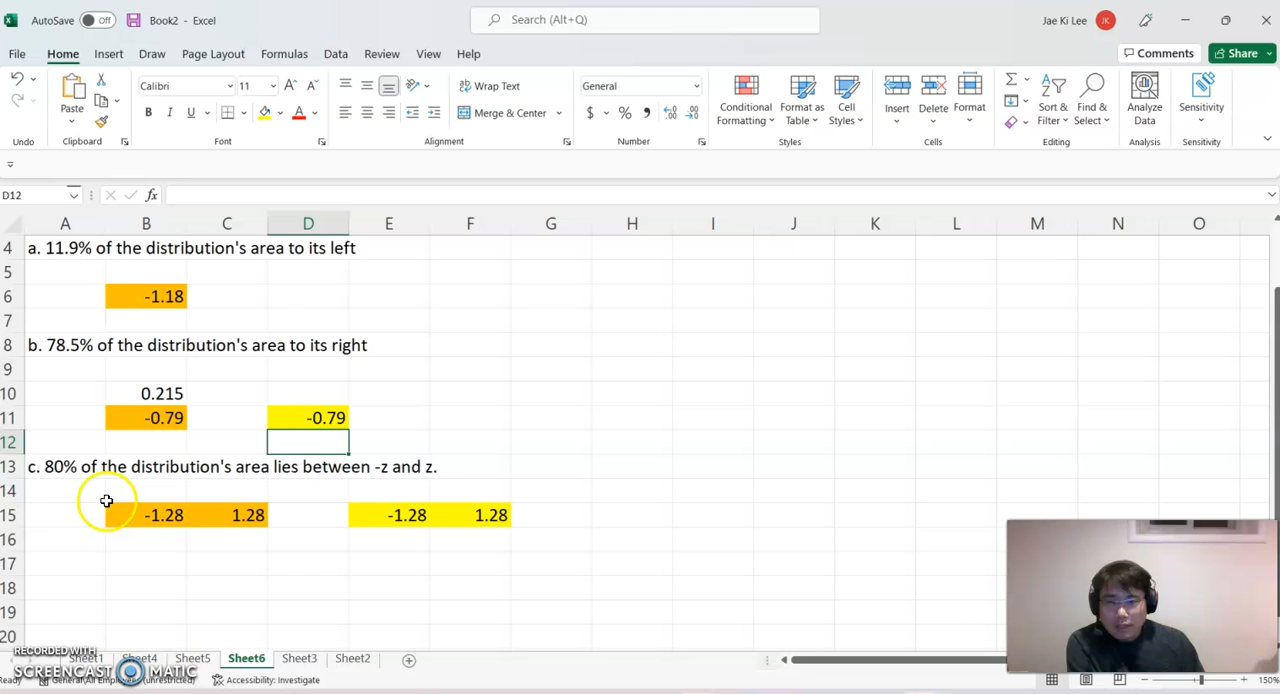 AutoSave Off Book2 - Excel Search (Alt+Q) Jae Ki Lee JK
File Home Insert Draw Page Layout Formulas Data Review View Help Comments Share
Paste Calibri 11 Wrap Text General Conditional Formatting Format as Table Cell Styles Insert Delete Format Sort & Filter Find & Select Analyze Data Sensitivity
B I U Merge & Center $ % ,
Undo Clipboard Font Alignment Number Styles Cells Editing Analysis Sensitivity
D12 fx
A B C D E F G H I J K L M N O
4 a. 11.9% of the distribution's area to its left
5
6 -1.18
7
8 b. 78.5% of the distribution's area to its right
9
10 0.215
11 -0.79 -0.79
12
13 c. 80% of the distribution's area lies between -z and z.
14
15 -1.28 1.28 -1.28 1.28
16
17
18
19
20
RECORDED WITH
Sheet1 Sheet4 Sheet5 Sheet6 Sheet3 Sheet2
SCREENCAST MATIC
Ready (unrestricted) Accessibility: Investigate 150%